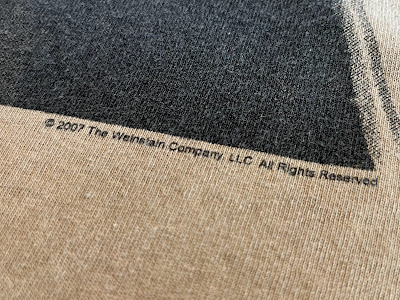 © 2007 The Weinstein Company, LLC. All Rights Reserved